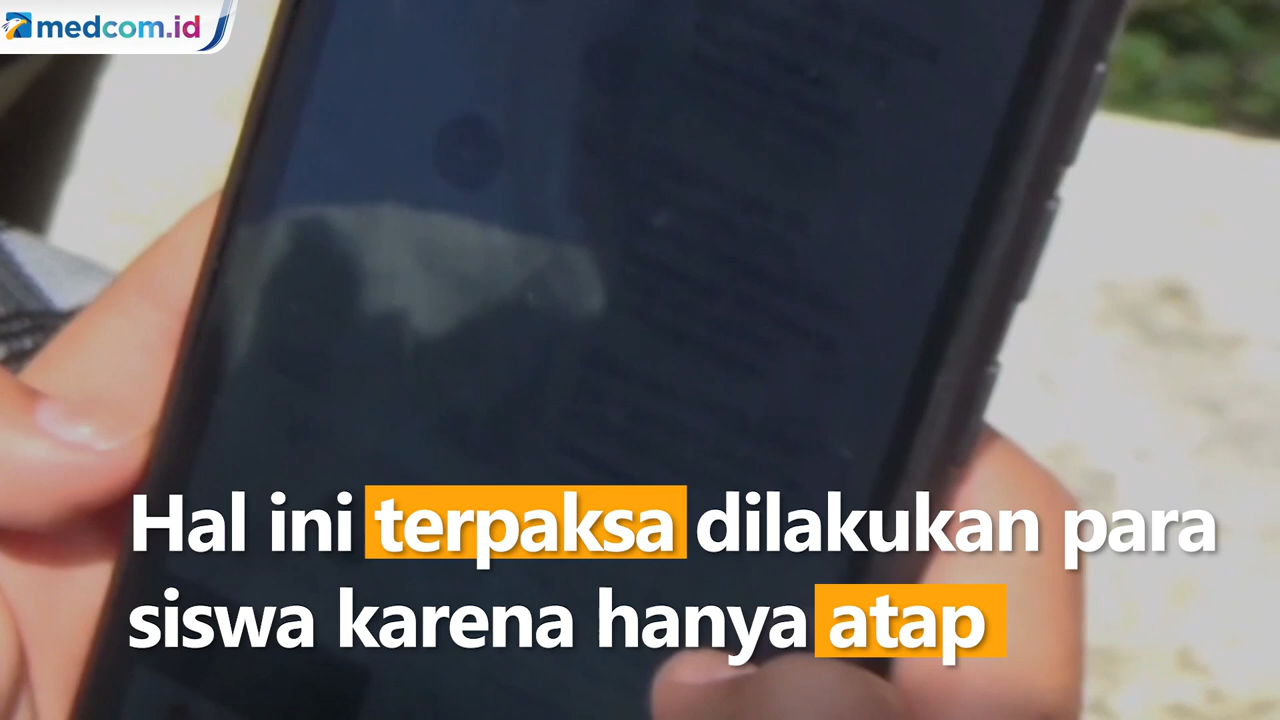 medcom.id
Hal ini terpaksa dilakukan para
siswa karena hanya atap